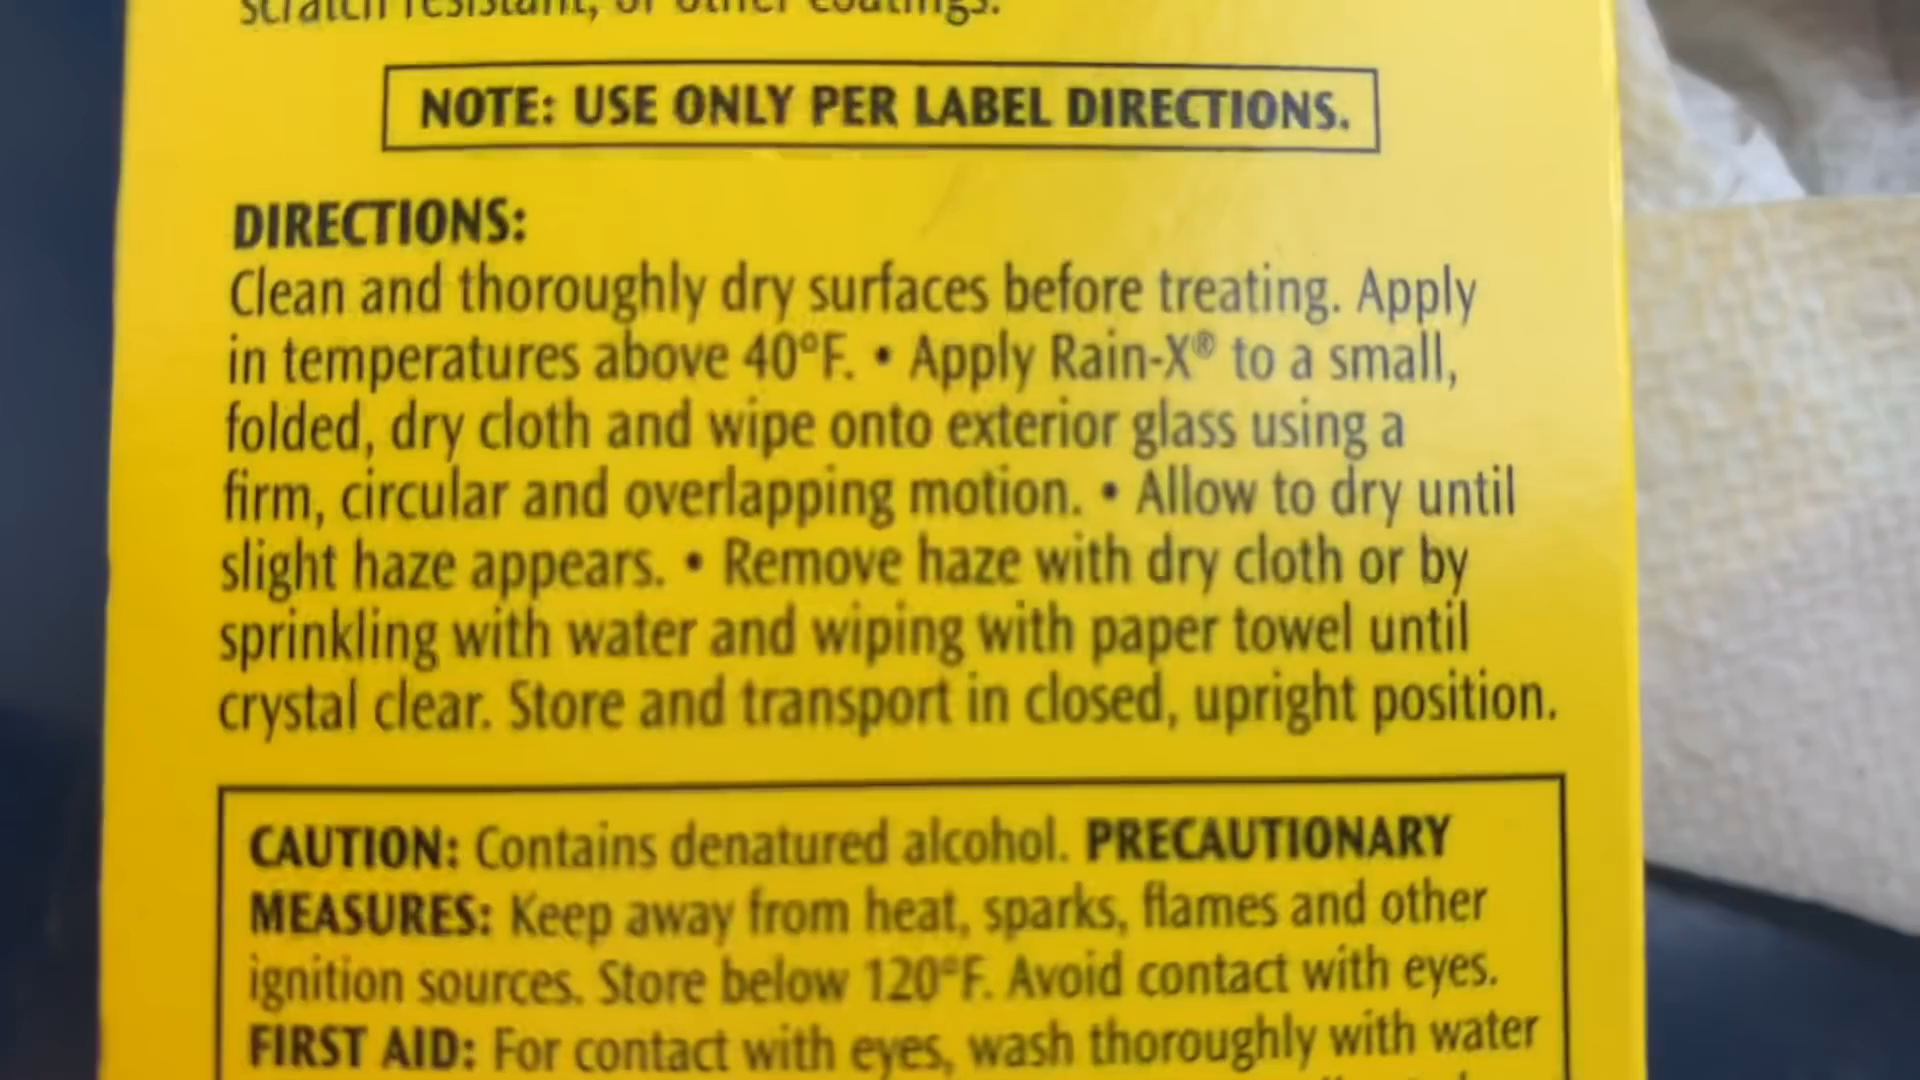 scratch resistant, or other coatings.
NOTE: USE ONLY PER LABEL DIRECTIONS.
DIRECTIONS:
Clean and thoroughly dry surfaces before treating. Apply
in temperatures above 40°F. • Apply Rain-X® to a small,
folded, dry cloth and wipe onto exterior glass using a
firm, circular and overlapping motion. • Allow to dry until
slight haze appears. • Remove haze with dry cloth or by
sprinkling with water and wiping with paper towel until
crystal clear. Store and transport in closed, upright position.
CAUTION: Contains denatured alcohol. PRECAUTIONARY
MEASURES: Keep away from heat, sparks, flames and other
ignition sources. Store below 120°F. Avoid contact with eyes.
FIRST AID: For contact with eyes, wash thoroughly with water